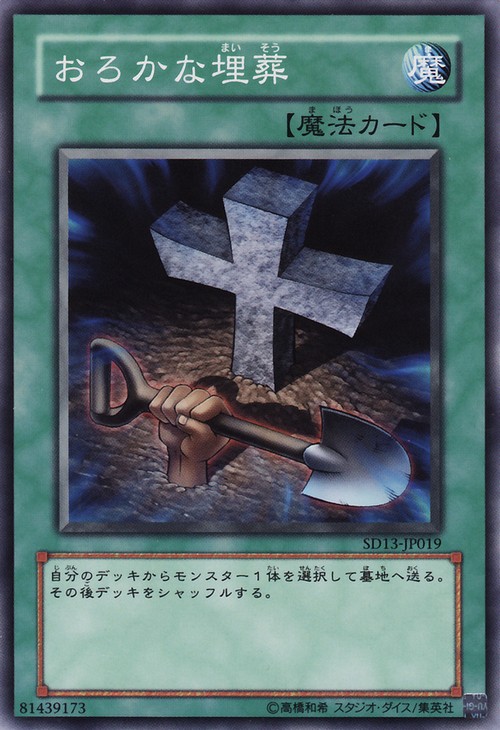 おろかな埋葬
魔
【魔法カード】
SD13-JP019
自分のデッキからモンスター1体を選択して墓地へ送る。
その後デッキをシャッフルする。
81439173
©高橋和希 スタジオ・ダイス/集英社